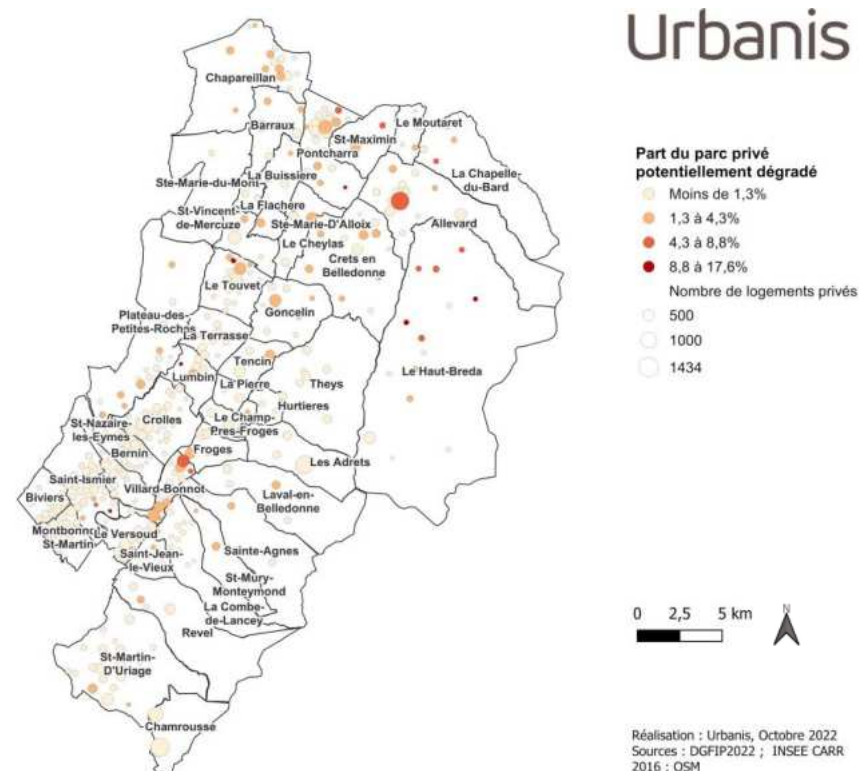 Urbanis
Part du parc privé
potentiellement dégradé
Moins de 1,3%
1,3 à 4,3%
4,3 à 8,8%
8,8 à 17,6%
Nombre de logements privés
500
1000
1434
Chapareillan
Barraux
Le Moutaret
St-Maximin
Pontcharra
La Chapelle-
du-Bard
La Buissiere
Ste-Marie-du-Mont
La Flachere
St-Vincent-
de-Mercuze
Ste-Marie-D'Alloix
Allevard
Le Cheylas
Crets en
Belledonne
Le Touvet
Goncelin
Plateau-des-
Petites-Roches
La Terrasse
Tencin
Le Haut-Breda
Lumbin
La Pierre
Theys
Hurtieres
Crolles
Le Champ-
Pres-Froges
St-Nazaire-
les-Eymes
Bernin
Froges
Les Adrets
Saint-Ismier
Villard-Bonnot
Biviers
Laval-en-
Belledonne
Montbonnot
St-Martin
Le Versoud
Saint-Jean-
le-Vieux
Sainte-Agnes
St-Mury-
Monteymond
La Combe-
de-Lancey
Revel
St-Martin-
D'Uriage
Chamrousse
0 2,5 5 km
N
Réalisation : Urbanis, Octobre 2022
Sources : DGFIP2022 ; INSEE CARR
2016 ; OSM